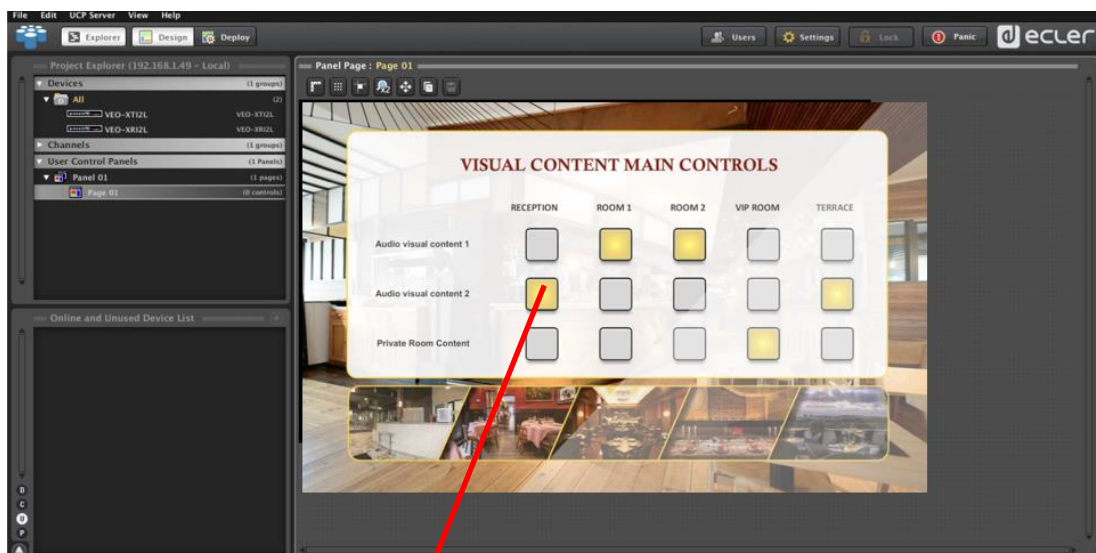 File Edit UCP Server View Help
Explorer Design Deploy Users Settings Lock Panic ecler
Project Explorer (192.168.1.49 - Local)
Devices (1 groups)
All (2)
VEO-XTI2L VEO-XTI2L
VEO-XRI2L VEO-XRI2L
Channels (1 groups)
User Control Panels (1 Panels)
Panel 01 (1 pages)
Page 01 (0 controls)
Online and Unused Device List
D
C
U
P
Panel Page : Page 01
VISUAL CONTENT MAIN CONTROLS
RECEPTION ROOM 1 ROOM 2 VIP ROOM TERRACE
Audio visual content 1
Audio visual content 2
Private Room Content